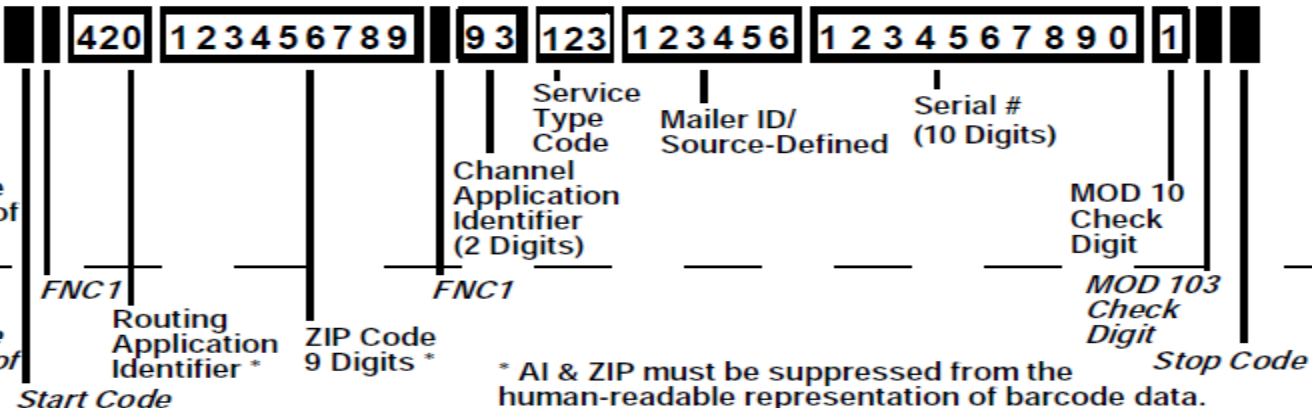 420 123456789 93 123 123456 1234567890 1
Service
Type
Code
Mailer ID/
Source-Defined
Serial #
(10 Digits)
Channel
Application
Identifier
(2 Digits)
MOD 10
Check
Digit
of
FNC1
FNC1
MOD 103
Check
Digit
Routing
Application
Identifier *
ZIP Code
9 Digits *
of
Stop Code
* AI & ZIP must be suppressed from the
human-readable representation of barcode data.
Start Code